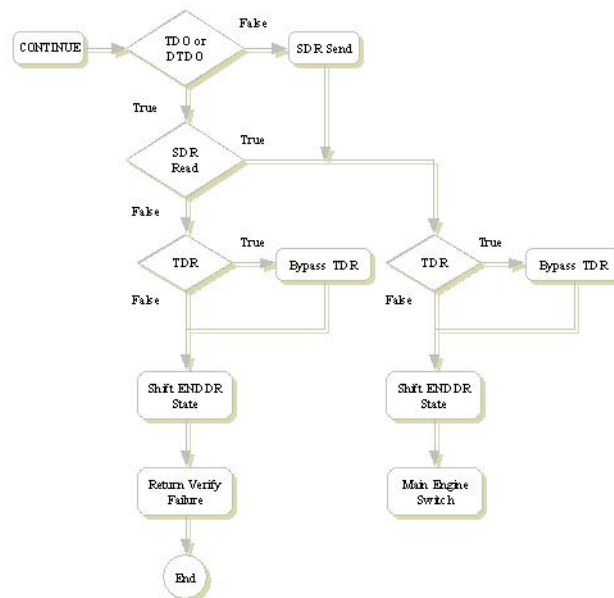 CONTINUE
TDO or
DTDO
False
SDR Send
True
SDR
Read
True
False
TDR
True
Bypass TDR
False
TDR
True
Bypass TDR
False
Shift ENDDR
State
Shift ENDDR
State
Return Verify
Failure
Main Engine
Switch
End